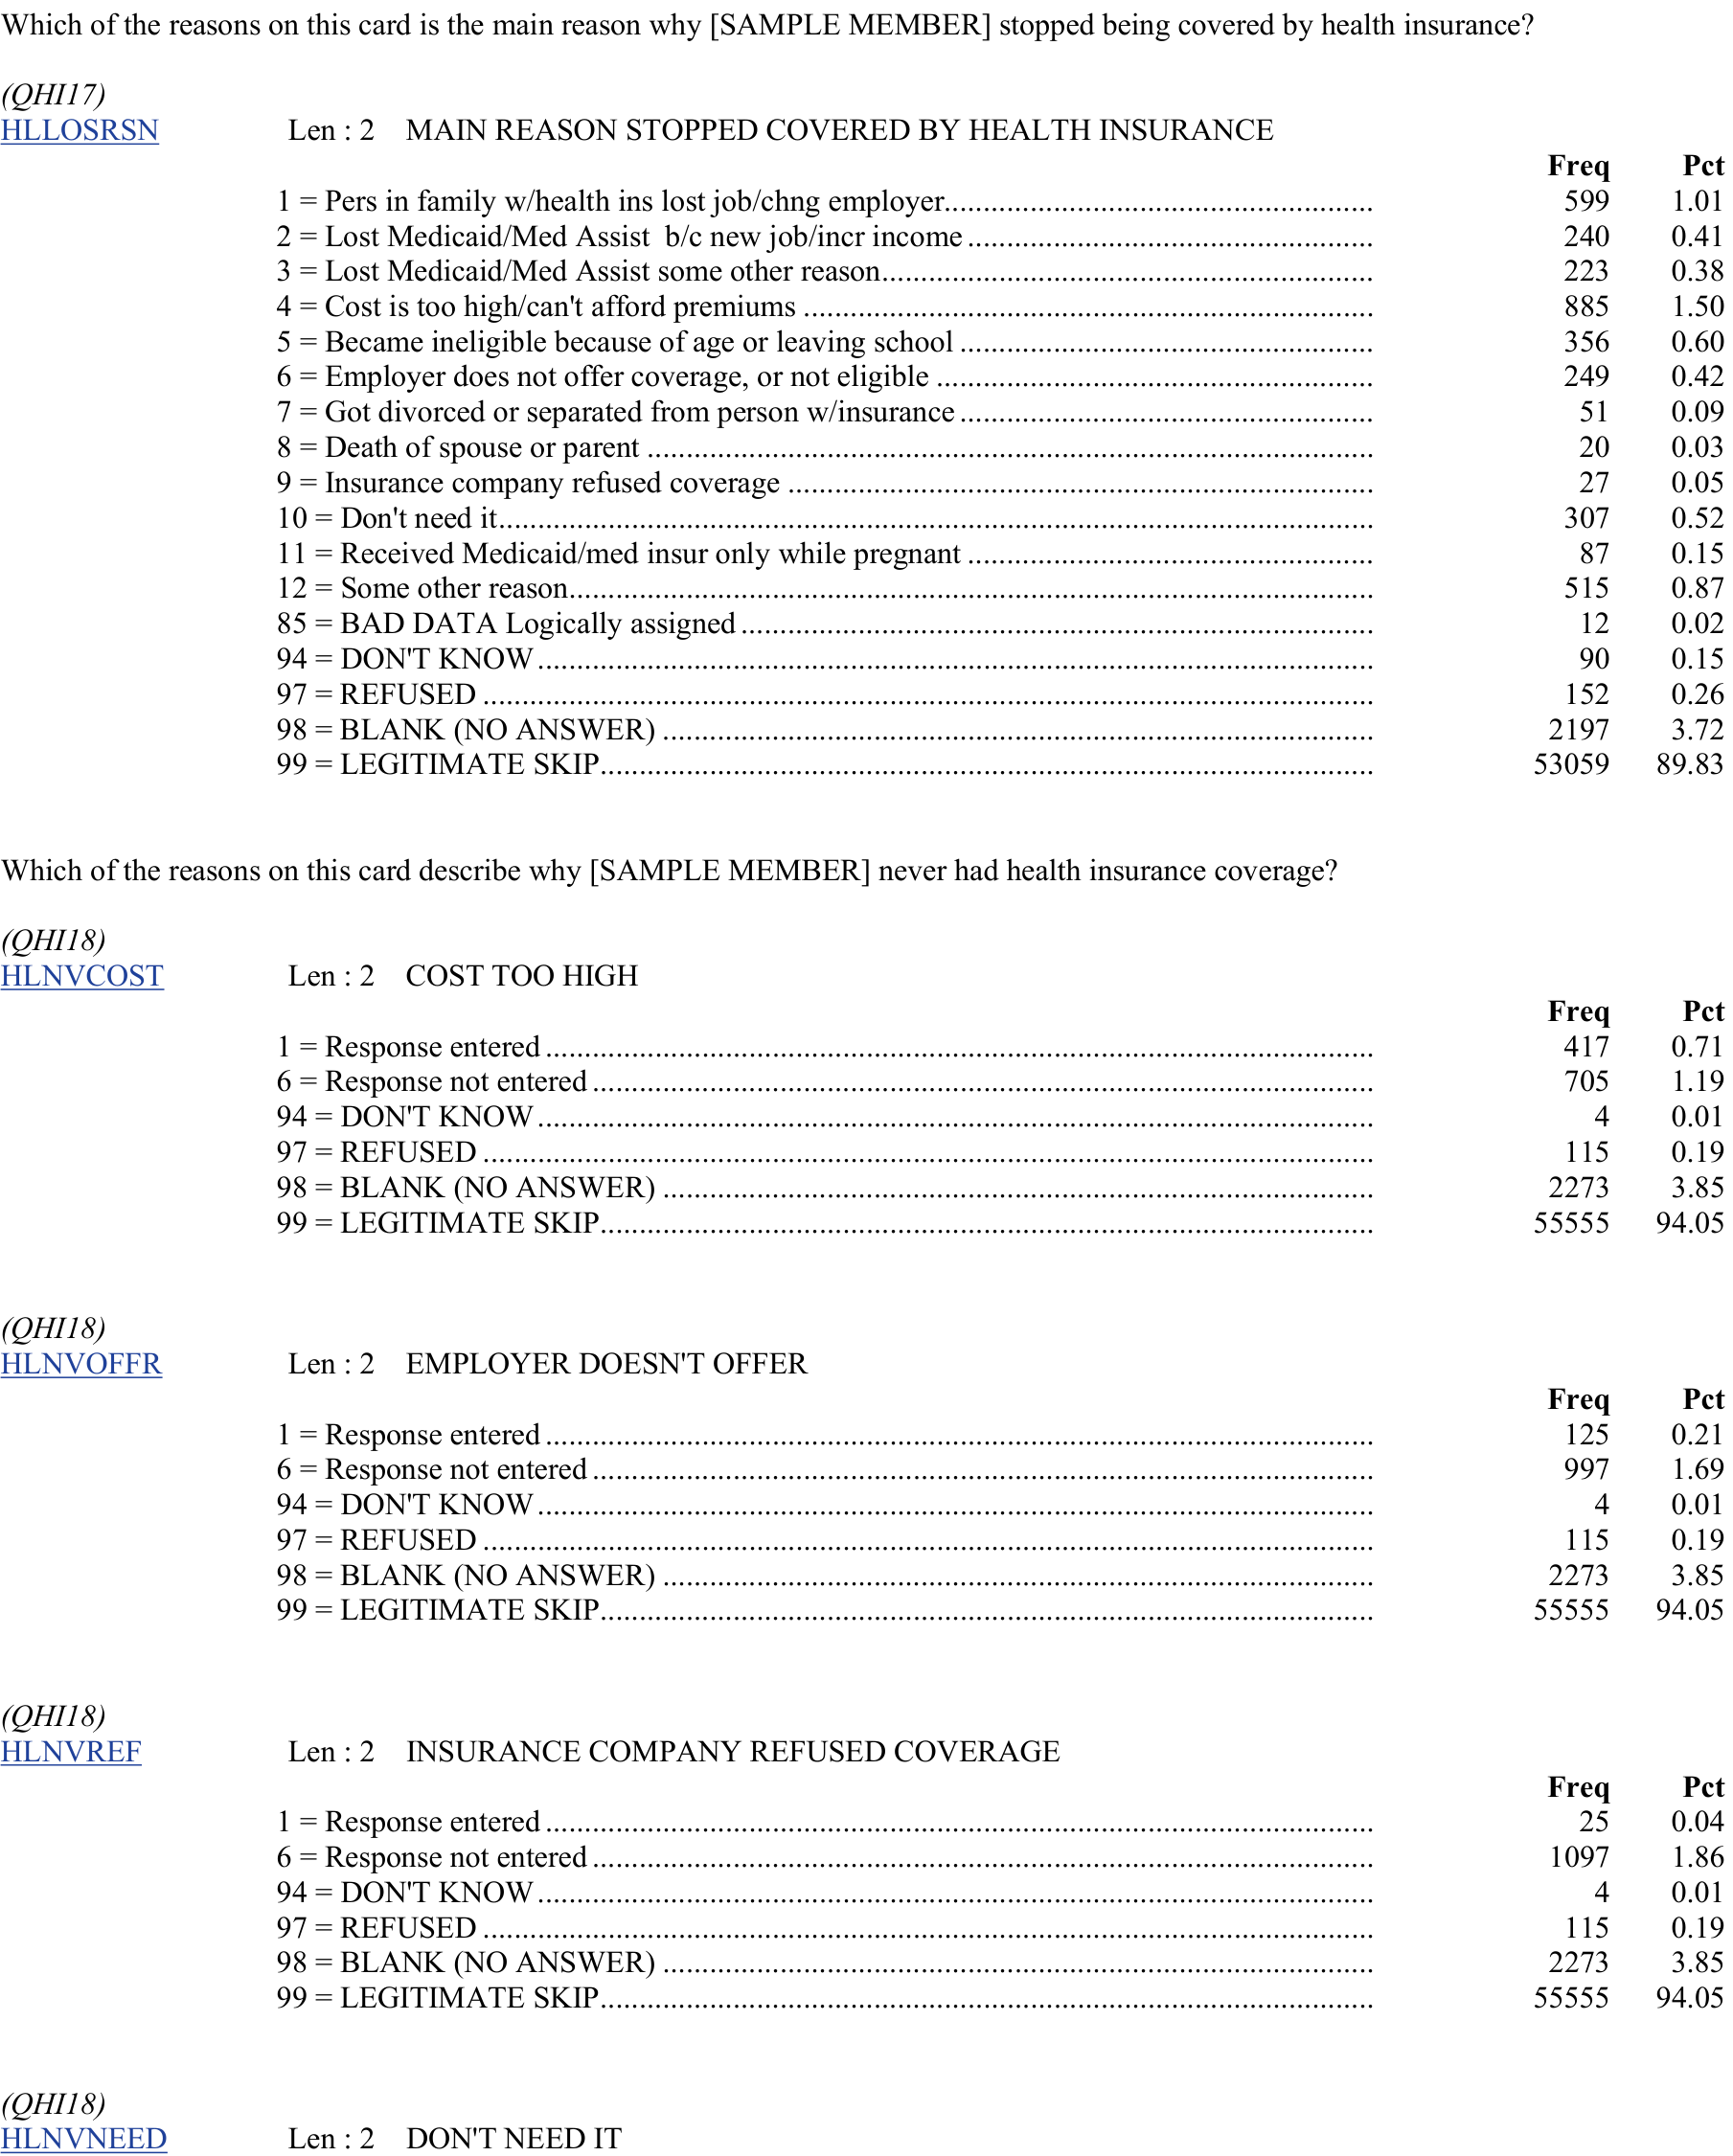 Which of the reasons on this card is the main reason why [SAMPLE MEMBER] stopped being covered by health insurance?
(QHI17)
HLLOSRSN Len : 2 MAIN REASON STOPPED COVERED BY HEALTH INSURANCE
Freq Pct
1 = Pers in family w/health ins lost job/chng employer 599 1.01
2 = Lost Medicaid/Med Assist b/c new job/incr income 240 0.41
3 = Lost Medicaid/Med Assist some other reason 223 0.38
4 = Cost is too high/can't afford premiums 885 1.50
5 = Became ineligible because of age or leaving school 356 0.60
6 = Employer does not offer coverage, or not eligible 249 0.42
7 = Got divorced or separated from person w/insurance 51 0.09
8 = Death of spouse or parent 20 0.03
9 = Insurance company refused coverage 27 0.05
10 = Don't need it 307 0.52
11 = Received Medicaid/med insur only while pregnant 87 0.15
12 = Some other reason 515 0.87
85 = BAD DATA Logically assigned 12 0.02
94 = DON'T KNOW 90 0.15
97 = REFUSED 152 0.26
98 = BLANK (NO ANSWER) 2197 3.72
99 = LEGITIMATE SKIP 53059 89.83
Which of the reasons on this card describe why [SAMPLE MEMBER] never had health insurance coverage?
(QHI18)
HLNVCOST Len : 2 COST TOO HIGH
Freq Pct
1 = Response entered 417 0.71
6 = Response not entered 705 1.19
94 = DON'T KNOW 4 0.01
97 = REFUSED 115 0.19
98 = BLANK (NO ANSWER) 2273 3.85
99 = LEGITIMATE SKIP 55555 94.05
(QHI18)
HLNVOFFR Len : 2 EMPLOYER DOESN'T OFFER
Freq Pct
1 = Response entered 125 0.21
6 = Response not entered 997 1.69
94 = DON'T KNOW 4 0.01
97 = REFUSED 115 0.19
98 = BLANK (NO ANSWER) 2273 3.85
99 = LEGITIMATE SKIP 55555 94.05
(QHI18)
HLNVREF Len : 2 INSURANCE COMPANY REFUSED COVERAGE
Freq Pct
1 = Response entered 25 0.04
6 = Response not entered 1097 1.86
94 = DON'T KNOW 4 0.01
97 = REFUSED 115 0.19
98 = BLANK (NO ANSWER) 2273 3.85
99 = LEGITIMATE SKIP 55555 94.05
(QHI18)
HLNVNEED Len : 2 DON'T NEED IT